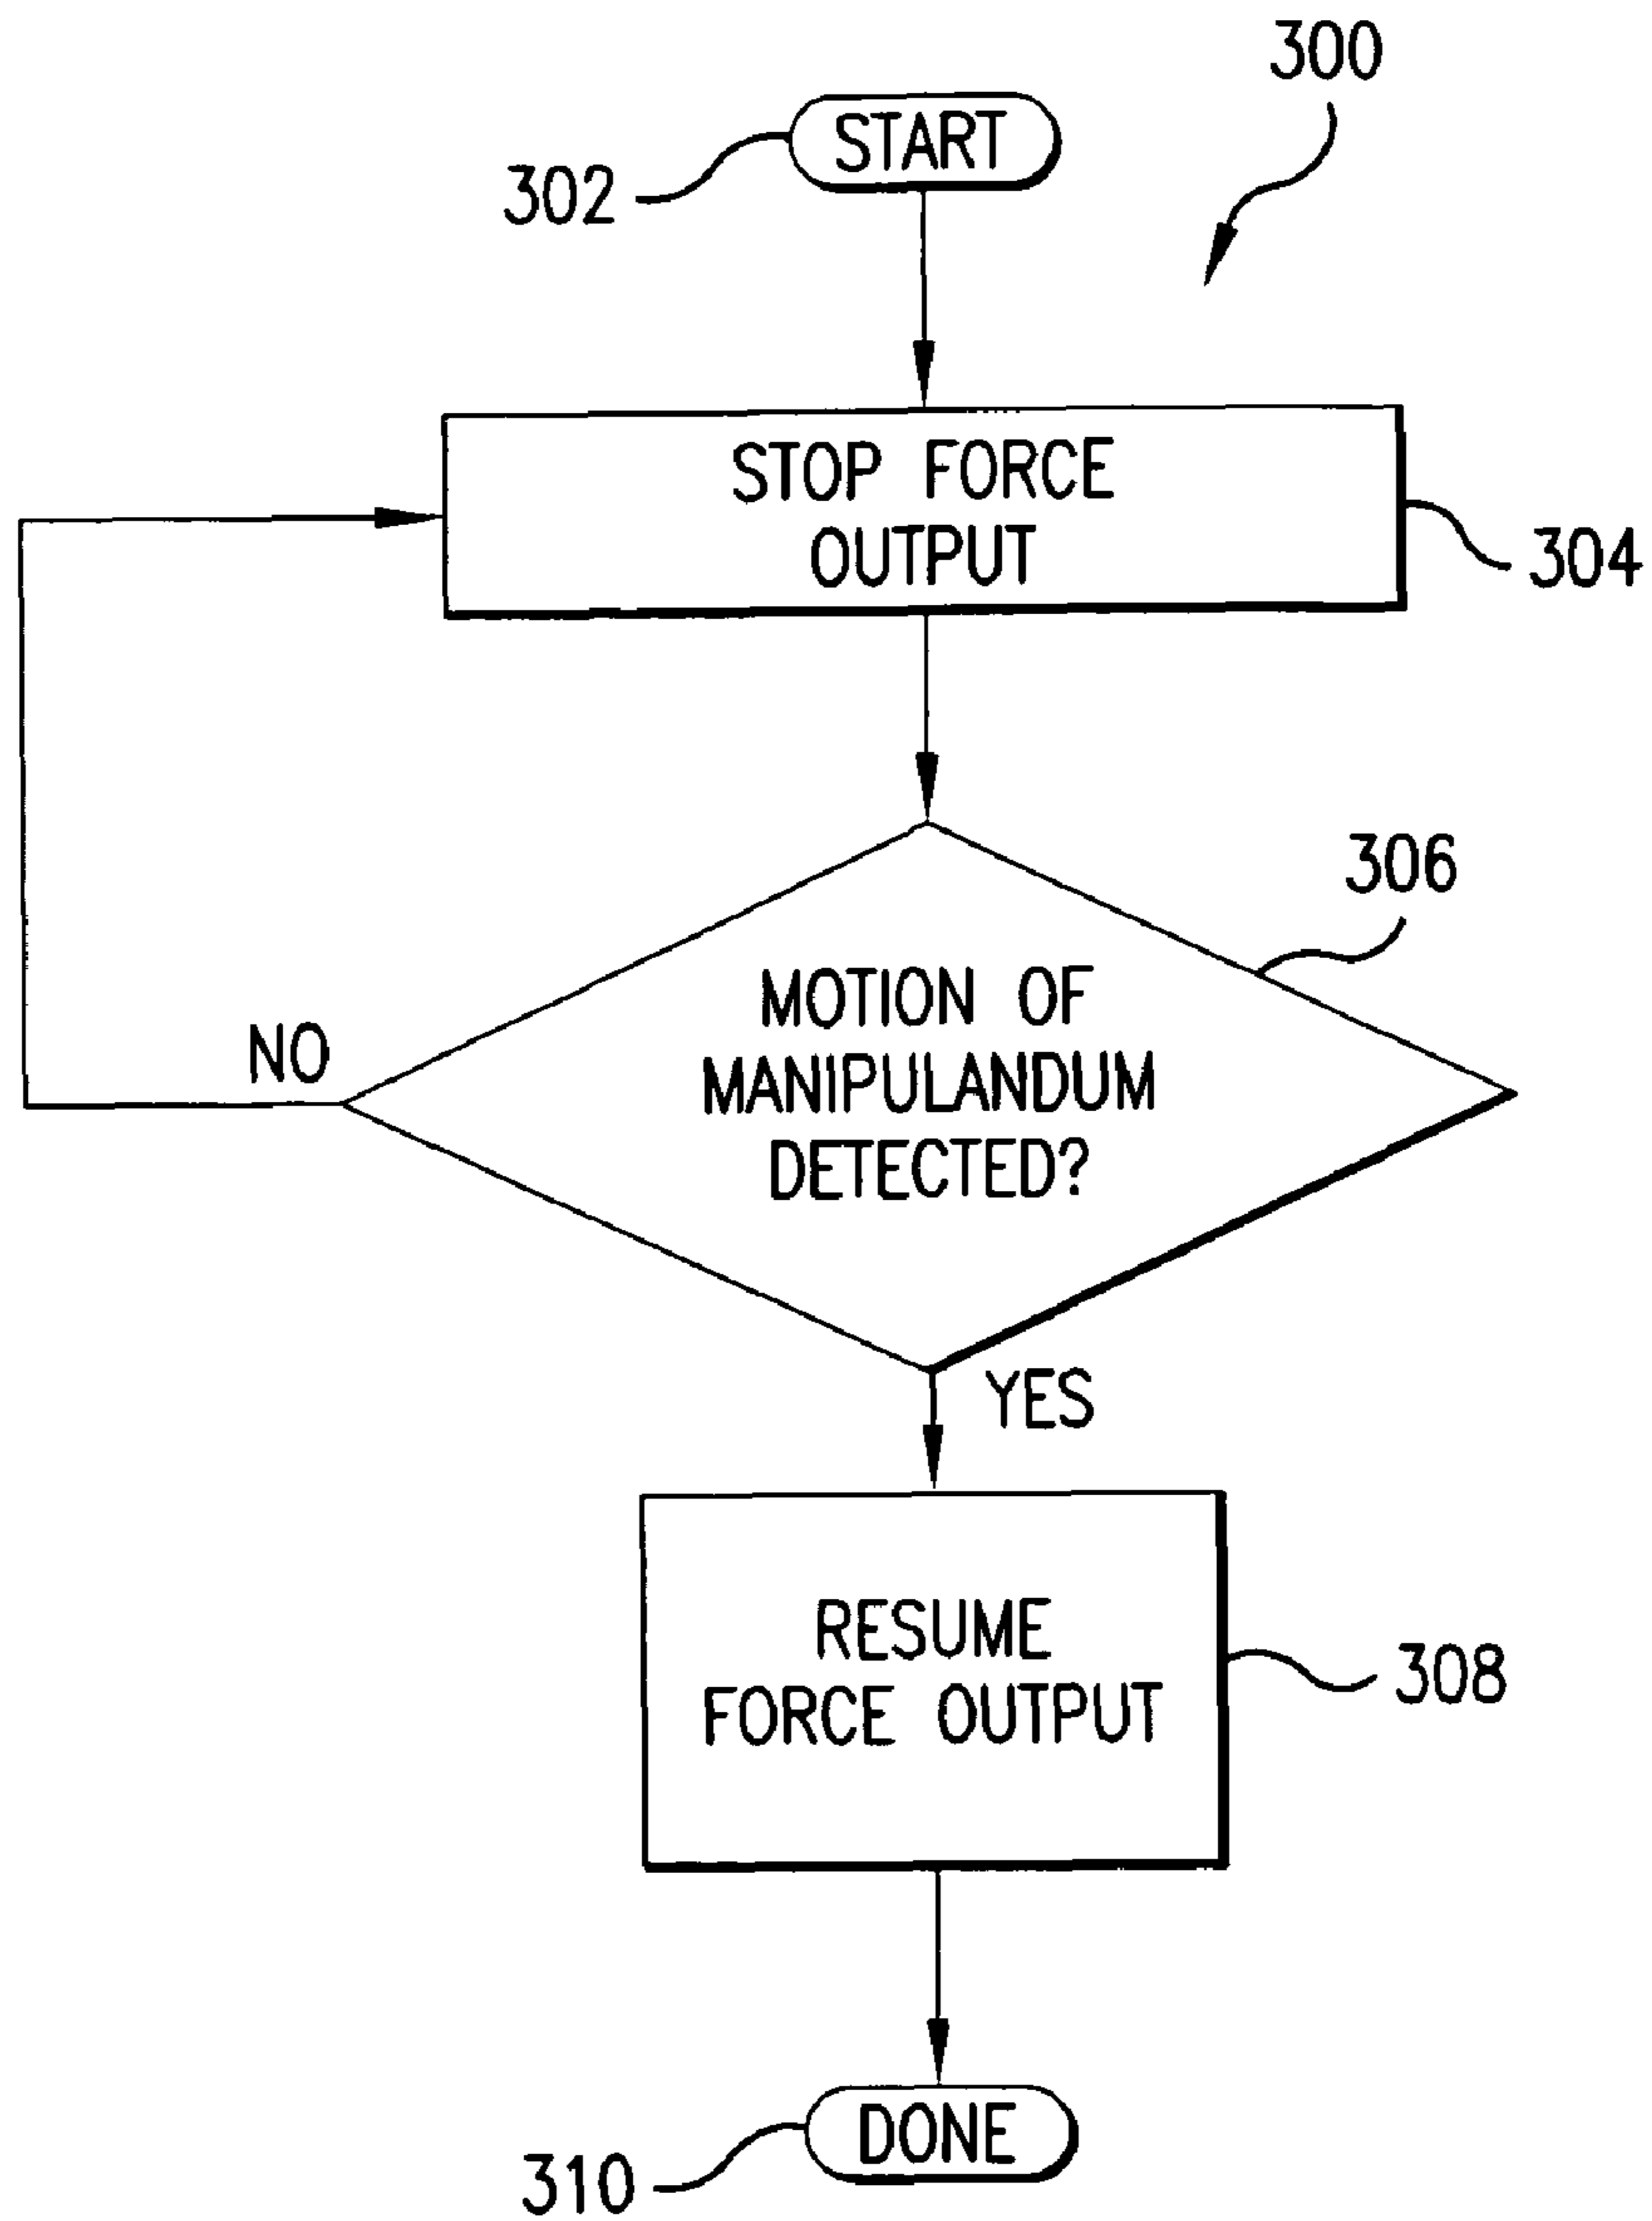 300
START
302
STOP FORCE
OUTPUT
304
306
MOTION OF
MANIPULANDUM
DETECTED?
NO
YES
RESUME
FORCE OUTPUT
308
DONE
310